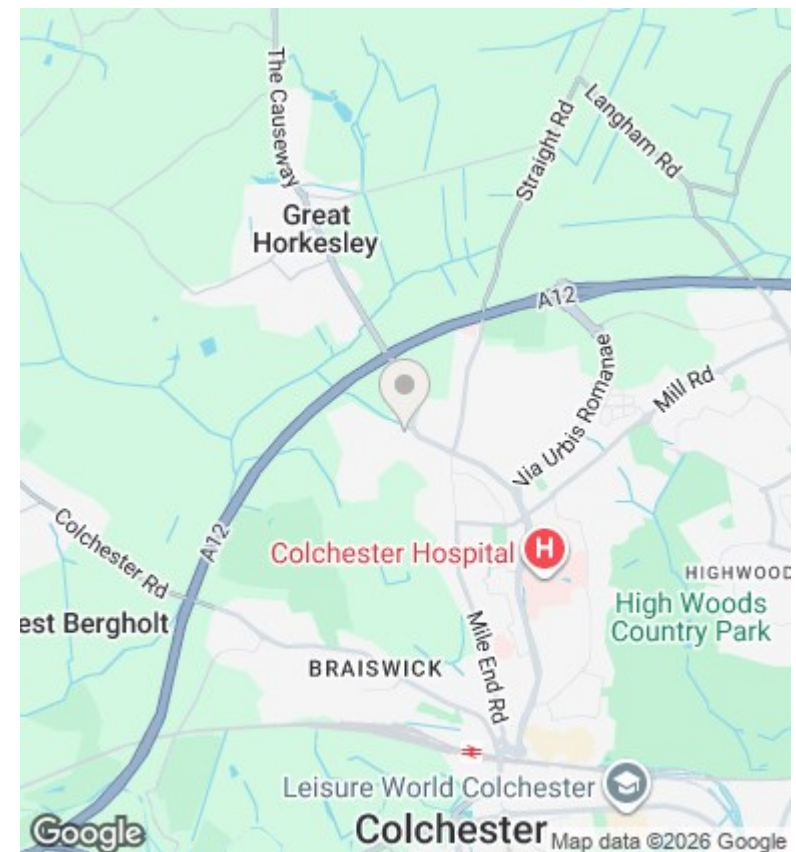 The Causeway
Straight Rd
Langham Rd
Great
Horkesley
A12
Via Urbis Romanae
Mill Rd
Colchester Rd
A12
Colchester Hospital
H
HIGHWOOD
High Woods
Country Park
est Bergholt
Mile End Rd
BRAISWICK
Leisure World Colchester
Colchester
Google
Map data ©2026 Google